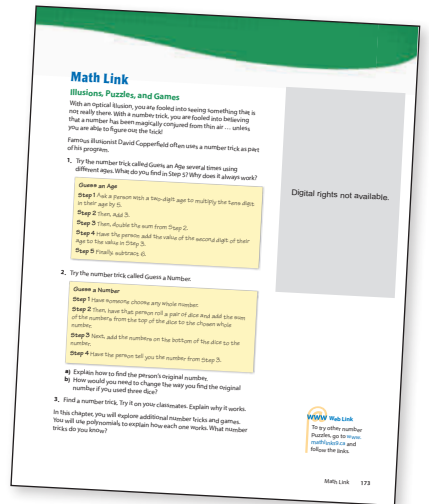 Math Link
Illusions, Puzzles, and Games
With an optical illusion, you are fooled into seeing something that is
not really there. With a number trick, you are fooled into believing
that a number has been magically conjured from thin air ... unless
you are able to figure out the trick!
Famous illusionist David Copperfield often uses a number trick as part
of his program.
1. Try the number trick called Guess an Age several times using
different ages. What do you find in Step 5? Why does it always work?
Guess an Age
Step 1 Ask a person with a two-digit age to multiply the tens digit
in their age by 5.
Step 2 Then, add 3.
Step 3 Then, double the sum from Step 2.
Step 4 Have the person add the value of the second digit of their
age to the value in Step 3.
Step 5 Finally, subtract 6.
2. Try the number trick called Guess a Number.
Guess a Number
Step 1 Have someone choose any whole number.
Step 2 Then, have that person roll a pair of dice and add the sum
of the numbers from the top of the dice to the chosen whole
number.
Step 3 Next, add the numbers on the bottom of the dice to the
number.
Step 4 Have the person tell you the number from Step 3.
a) Explain how to find the person's original number.
b) How would you need to change the way you find the original
number if you used three dice?
3. Find a number trick. Try it on your classmates. Explain why it works.
In this chapter, you will explore additional number tricks and games.
You will use polynomials to explain how each one works. What number
tricks do you know?
Digital rights not available.
www Web Link
To try other number
puzzles, go to www.
mathlinks9.ca and
follow the links.
Math Link 173